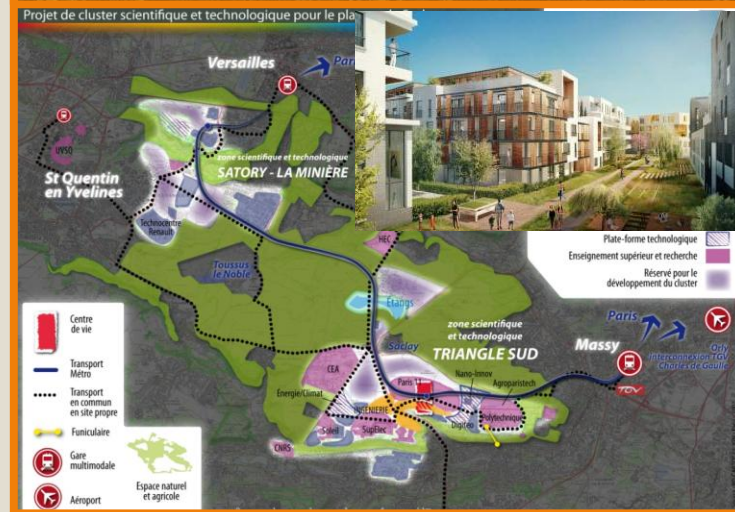 Projet de cluster scientifique et technologique pour le pla
Versailles
Paris
UVSQ
St Quentin
en Yvelines
zone scientifique et technologique
SATORY - LA MINIÈRE
Technocentre
Renault
Toussus
le Noble
HEC
Plate-forme technologique
Enseignement supérieur et recherche
Réservé pour le
développement du cluster
Étangs
Saclay
zone scientifique
et technologique
TRIANGLE SUD
Paris
Massy
Orly
Interconnexion TGV
Charles de Gaulle
TGV
CEA
Paris 11
Nano-Innov
Agroparistech
Energie/Climat
INGÉNIERIE
Digiteo
Polytechnique
Soleil
SupElec
CNRS
Centre
de vie
Transport
Métro
Transport
en commun
en site propre
Funiculaire
Gare
multimodale
Aéroport
Espace naturel
et agricole